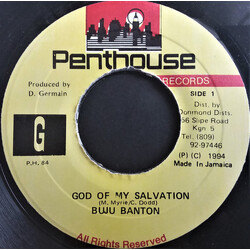 Penthouse
RECORDS
Produced by
D. Germain
SIDE 1
Dist. by
Donmond Dists.
56 Slipe Road
Kgn 5
Tel. (809)
92-97446
G
P.H. 84
(P) (C) 1994
Made In Jamaica
GOD OF MY SALVATION
(M. Myrie, C. Dodd)
BUJU BANTON
All Rights Reserved